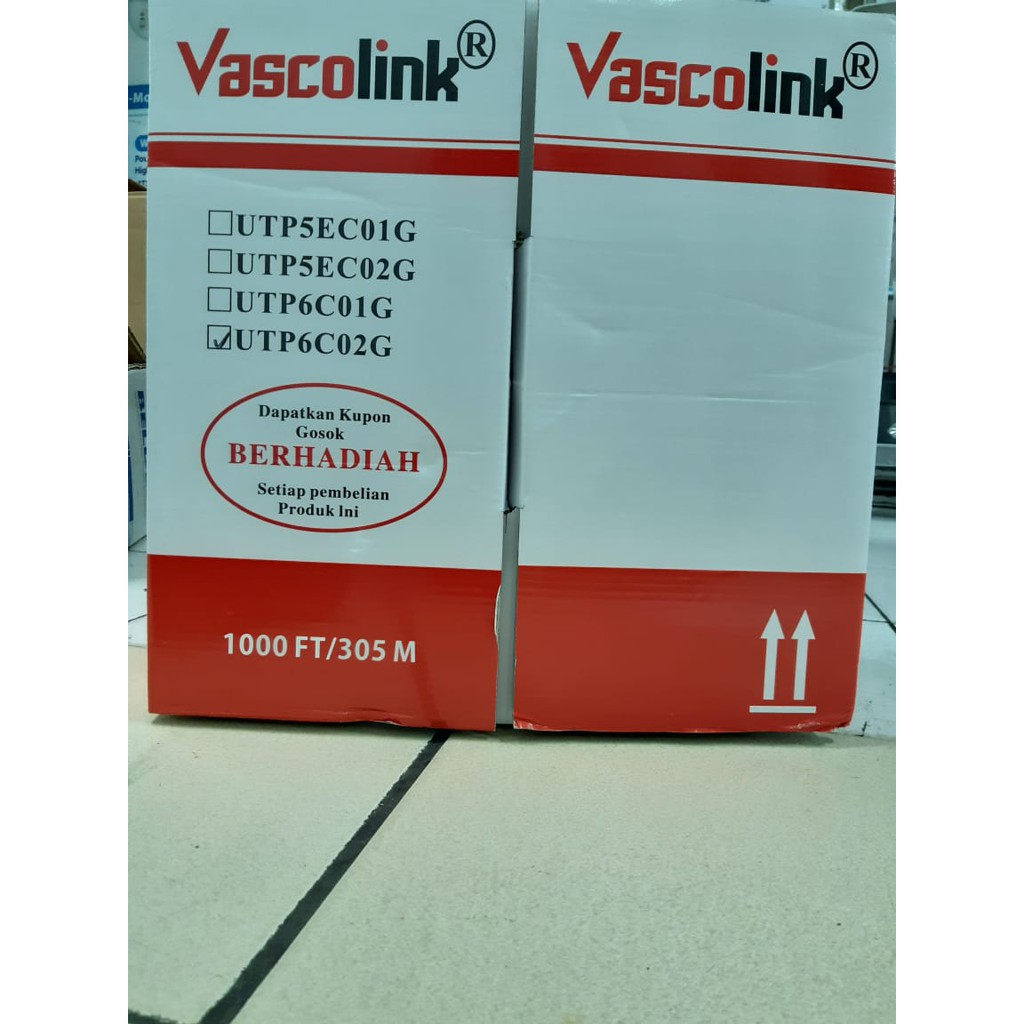 Vascolink®
UTP5EC01G
UTP5EC02G
UTP6C01G
UTP6C02G
Dapatkan Kupon
Gosok
BERHADIAH
Setiap pembelian
Produk Ini
1000 FT/305 M
Vascolink®